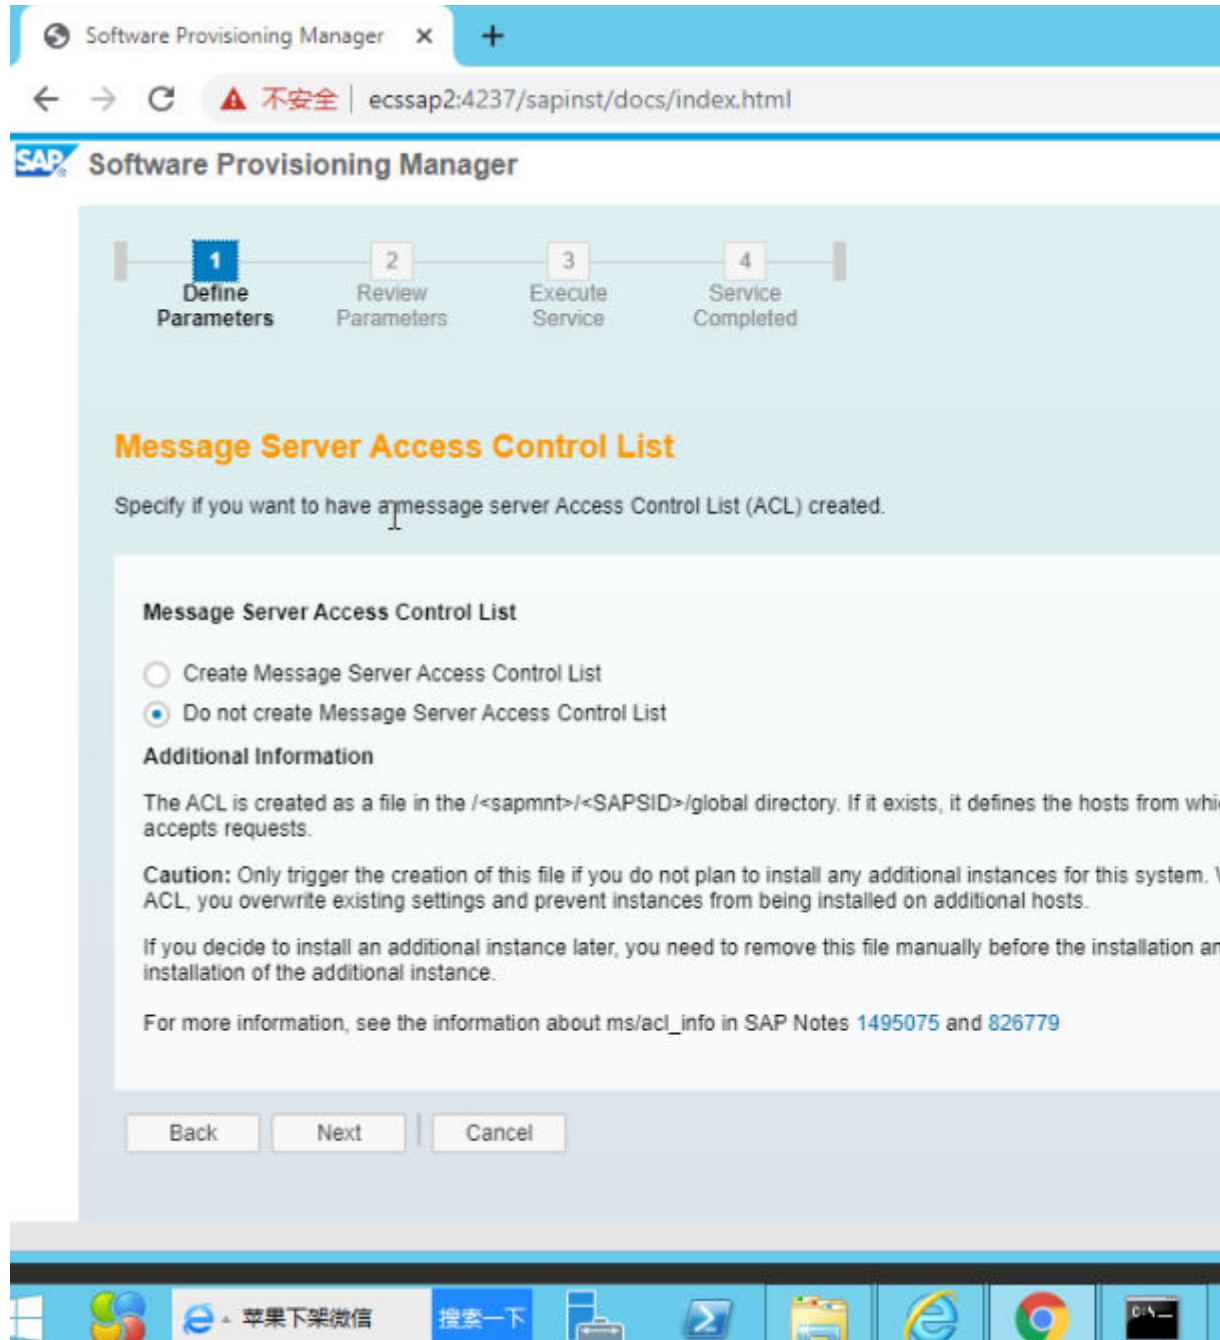 Software Provisioning Manager
不安全 ecssap2:4237/sapinst/docs/index.html
SAP Software Provisioning Manager
1 2 3 4
Define Review Execute Service
Parameters Parameters Service Completed
Message Server Access Control List
Specify if you want to have a message server Access Control List (ACL) created.
Message Server Access Control List
Create Message Server Access Control List
Do not create Message Server Access Control List
Additional Information
The ACL is created as a file in the /<sapmnt>/<SAPSID>/global directory. If it exists, it defines the hosts from
accepts requests.
Caution: Only trigger the creation of this file if you do not plan to install any additional instances for this system.
ACL, you overwrite existing settings and prevent instances from being installed on additional hosts.
If you decide to install an additional instance later, you need to remove this file manually before the installation
installation of the additional instance.
For more information, see the information about ms/acl_info in SAP Notes 1495075 and 826779
Back Next Cancel
苹果下架微信 搜索一下